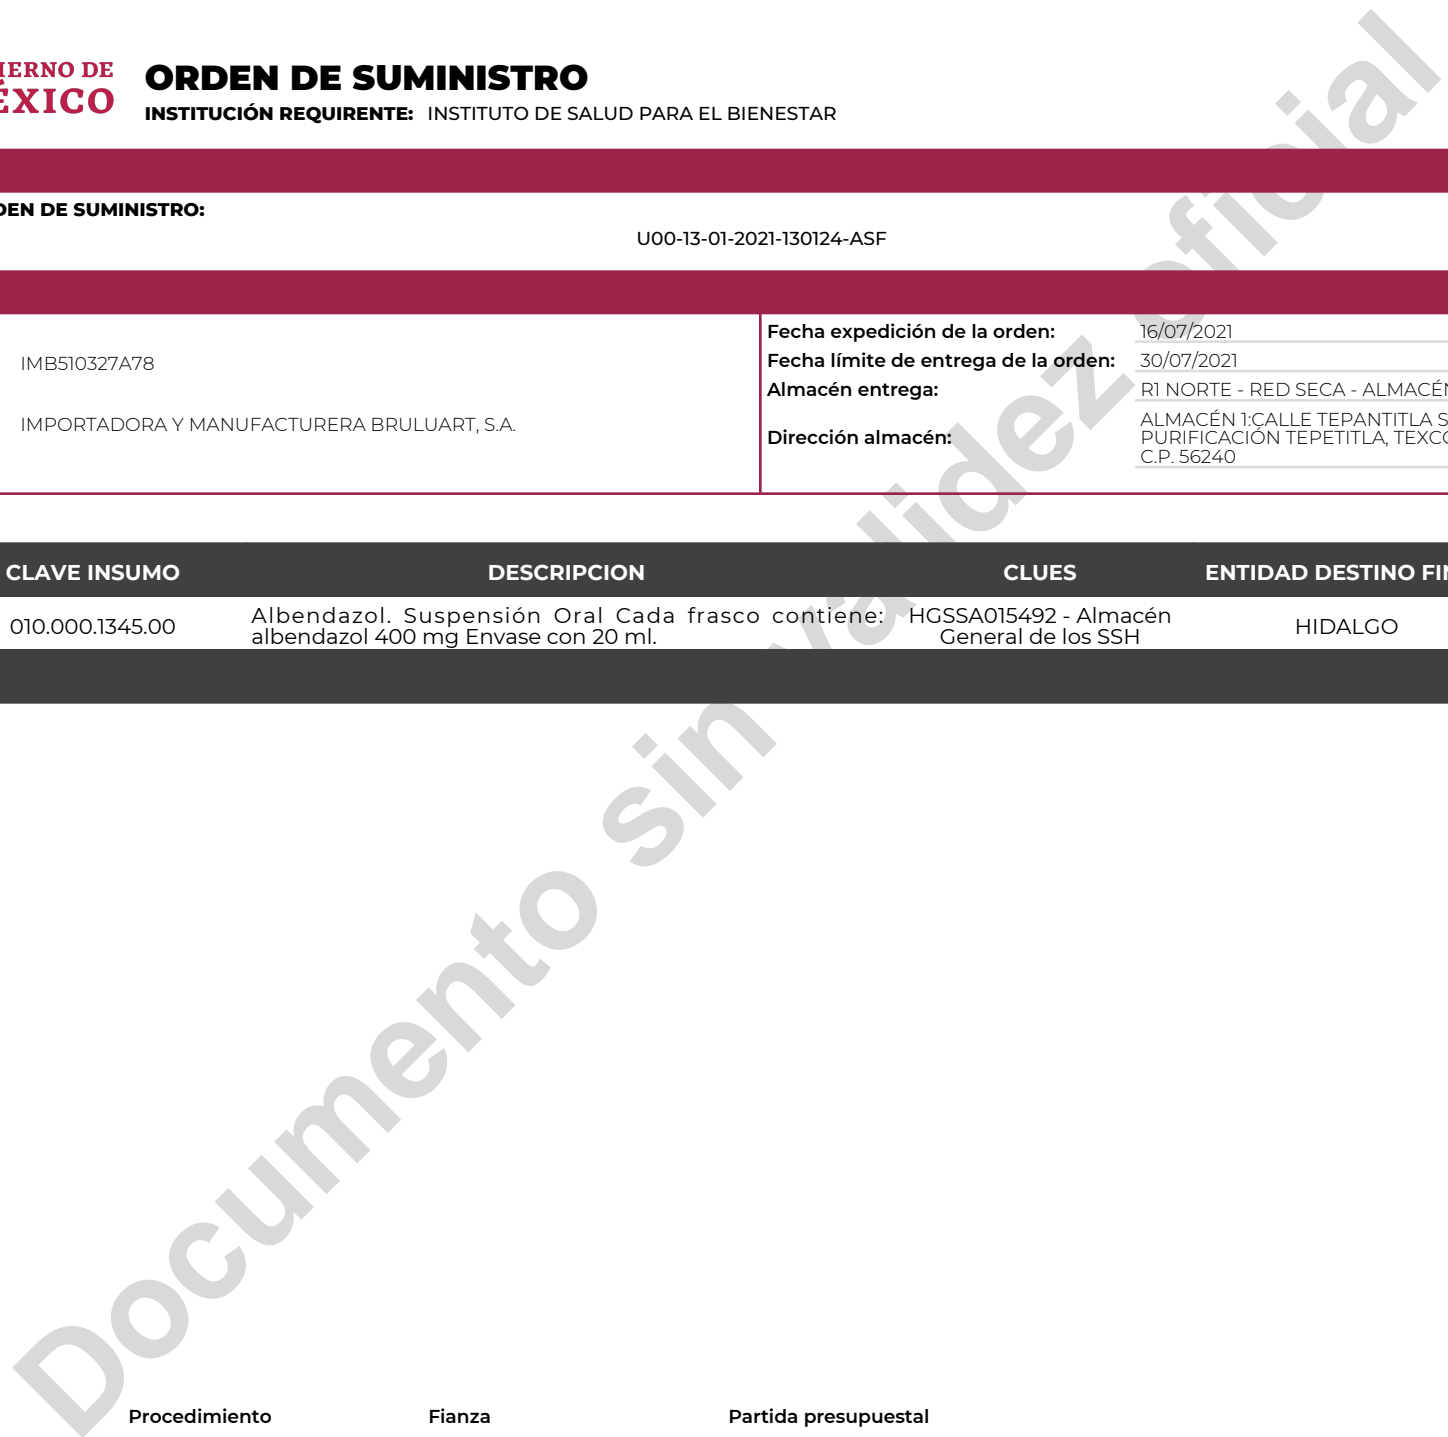 IERNO DE
ÉXICO
ORDEN DE SUMINISTRO
INSTITUCIÓN REQUIRENTE: INSTITUTO DE SALUD PARA EL BIENESTAR
DEN DE SUMINISTRO:
U00-13-01-2021-130124-ASF
IMB510327A78
IMPORTADORA Y MANUFACTURERA BRULUART, S.A.
Fecha expedición de la orden: 16/07/2021
Fecha límite de entrega de la orden: 30/07/2021
Almacén entrega: R1 NORTE - RED SECA - ALMACÉN
Dirección almacén:
ALMACÉN 1:CALLE TEPANTITLA S
PURIFICACIÓN TEPETITLA, TEXCO
C.P. 56240
CLAVE INSUMO DESCRIPCION CLUES ENTIDAD DESTINO FIN
010.000.1345.00
Albendazol. Suspensión Oral Cada frasco contiene:
albendazol 400 mg Envase con 20 ml.
HGSSA015492 - Almacén
General de los SSH
HIDALGO
Documento sin validez oficial
Procedimiento Fianza Partida presupuestal